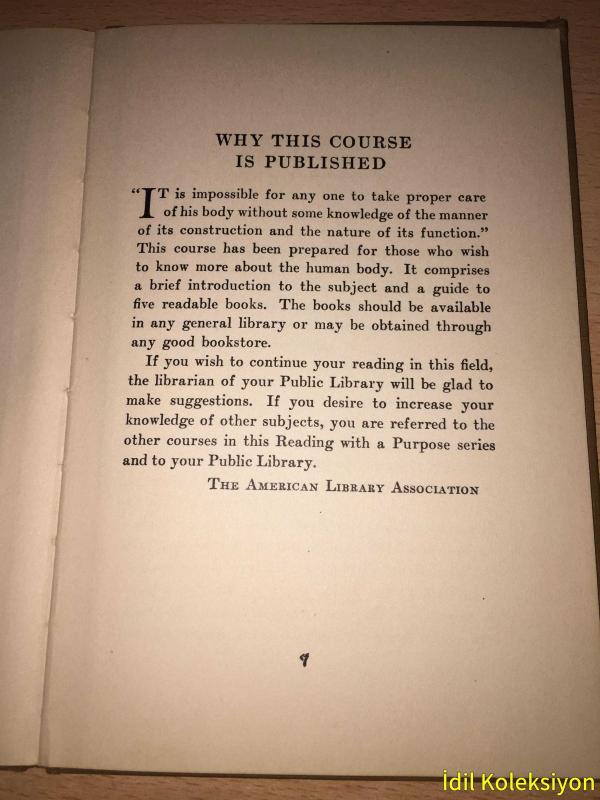 WHY THIS COURSE
IS PUBLISHED
“IT is impossible for any one to take proper care
of his body without some knowledge of the manner
of its construction and the nature of its function.”
This course has been prepared for those who wish
to know more about the human body. It comprises
a brief introduction to the subject and a guide to
five readable books. The books should be available
in any general library or may be obtained through
any good bookstore.
If you wish to continue your reading in this field,
the librarian of your Public Library will be glad to
make suggestions. If you desire to increase your
knowledge of other subjects, you are referred to the
other courses in this Reading with a Purpose series
and to your Public Library.
THE AMERICAN LIBRARY ASSOCIATION
İdil Koleksiyon